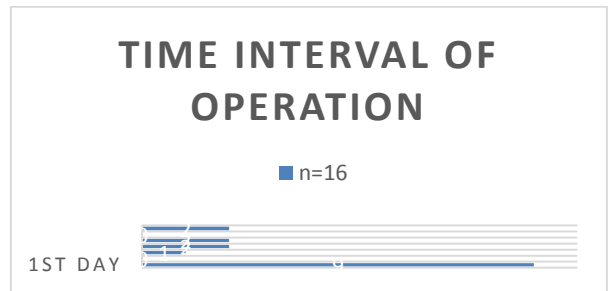 TIME INTERVAL OF
OPERATION
n=16
1ST DAY